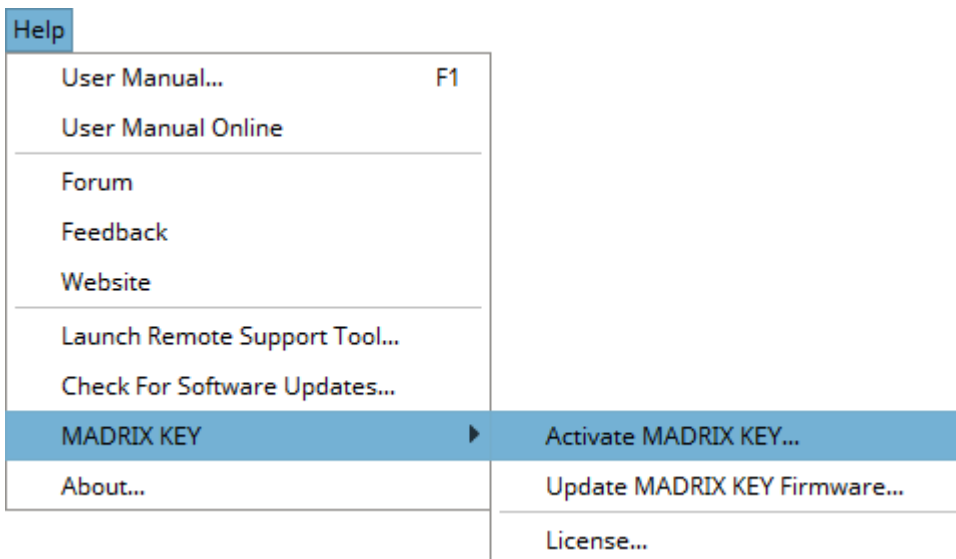 Help
User Manual... F1
User Manual Online
Forum
Feedback
Website
Launch Remote Support Tool...
Check For Software Updates...
MADRIX KEY
Activate MADRIX KEY...
About...
Update MADRIX KEY Firmware...
License...